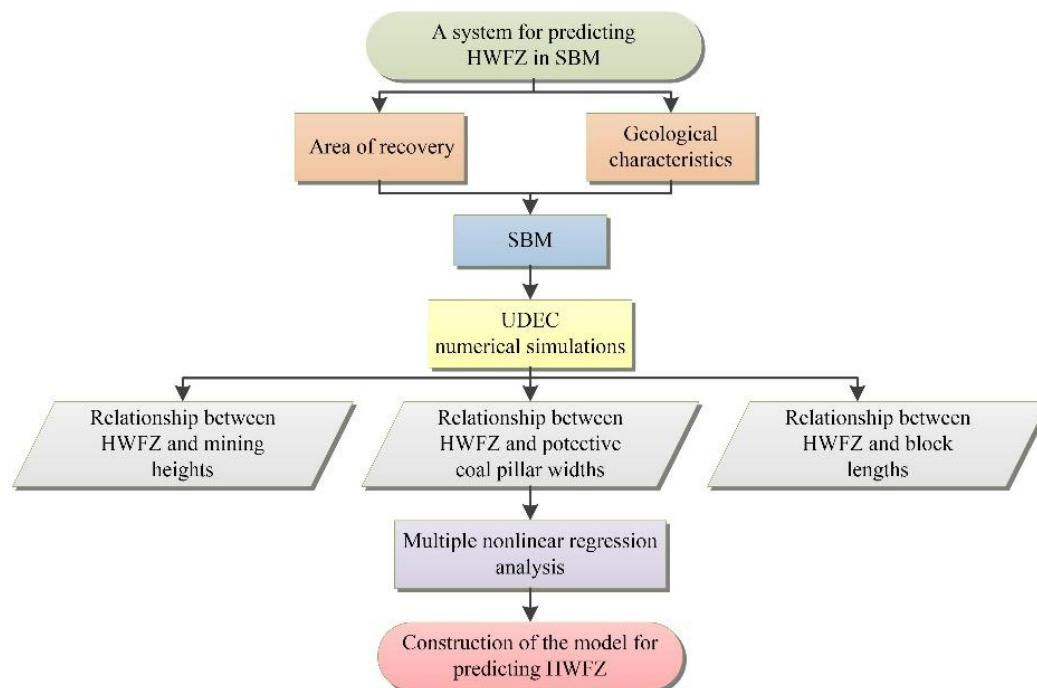 A system for predicting
HWFZ in SBM
Area of recovery
Geological
characteristics
SBM
UDEC
numerical simulations
Relationship between
HWFZ and mining
heights
Relationship between
HWFZ and potective
coal pillar widths
Relationship between
HWFZ and block
lengths
Multiple nonlinear regression
analysis
Construction of the model for
predicting HWFZ